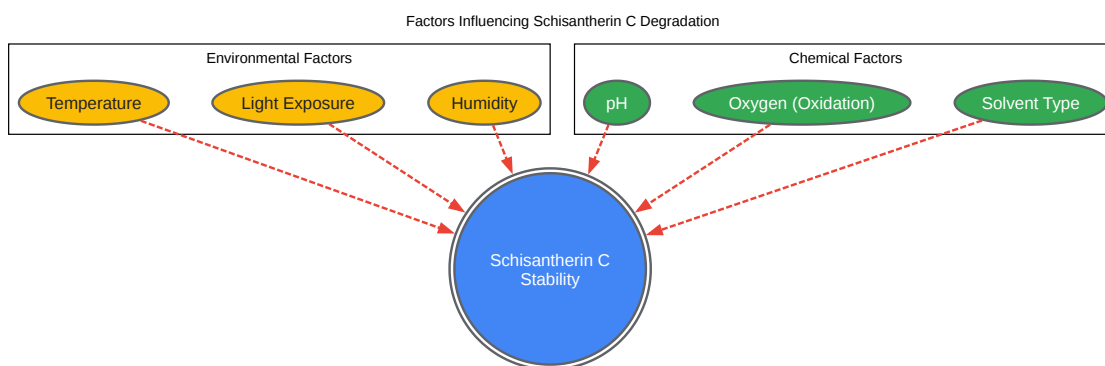 Factors Influencing Schisantherin C Degradation
Environmental Factors
Temperature
Light Exposure
Humidity
Chemical Factors
pH
Oxygen (Oxidation)
Solvent Type
Schisantherin C
Stability